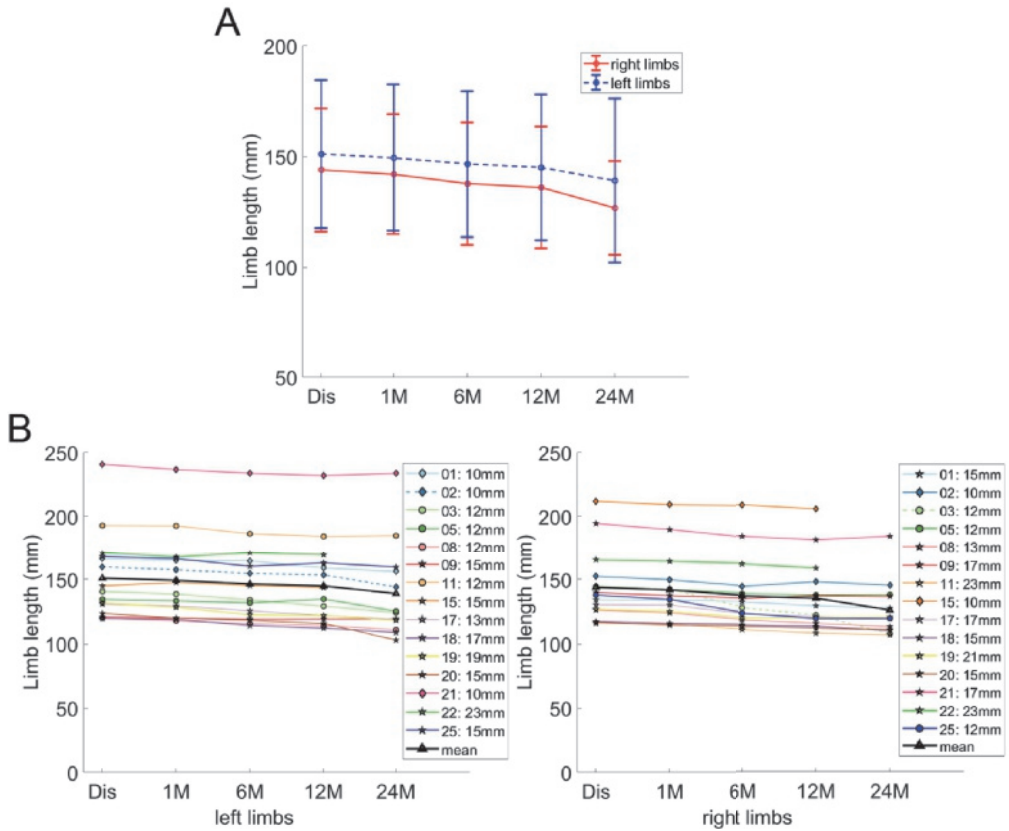 A
200
150
100
50
Limb length (mm)
right limbs
left limbs
Dis 1M 6M 12M 24M
B
250
200
150
100
50
0
Limb length (mm)
Dis 1M 6M 12M 24M
left limbs
01: 10mm
02: 10mm
03: 12mm
05: 12mm
08: 12mm
09: 15mm
11: 12mm
15: 15mm
17: 13mm
18: 17mm
19: 19mm
20: 15mm
21: 10mm
22: 23mm
25: 15mm
mean
250
200
150
100
50
0
Limb length (mm)
Dis 1M 6M 12M 24M
right limbs
01: 15mm
02: 10mm
03: 12mm
05: 12mm
08: 13mm
09: 17mm
11: 23mm
15: 10mm
17: 17mm
18: 15mm
19: 21mm
20: 15mm
21: 17mm
22: 23mm
25: 12mm
mean